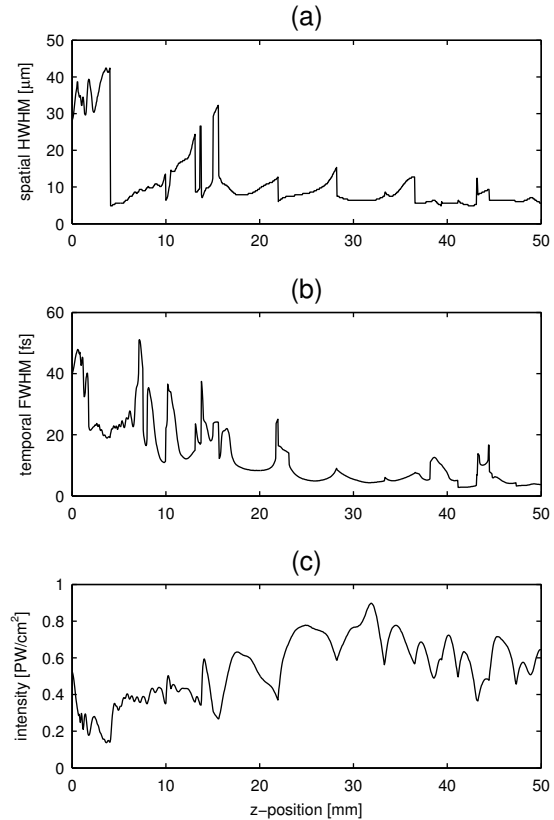 (a)
50
40
30
20
10
0
spatial HWHM [µm]
0 10 20 30 40 50
(b)
60
40
20
0
temporal FWHM [fs]
0 10 20 30 40 50
(c)
1
0.8
0.6
0.4
0.2
0
intensity [PW/cm²]
0 10 20 30 40 50
z−position [mm]